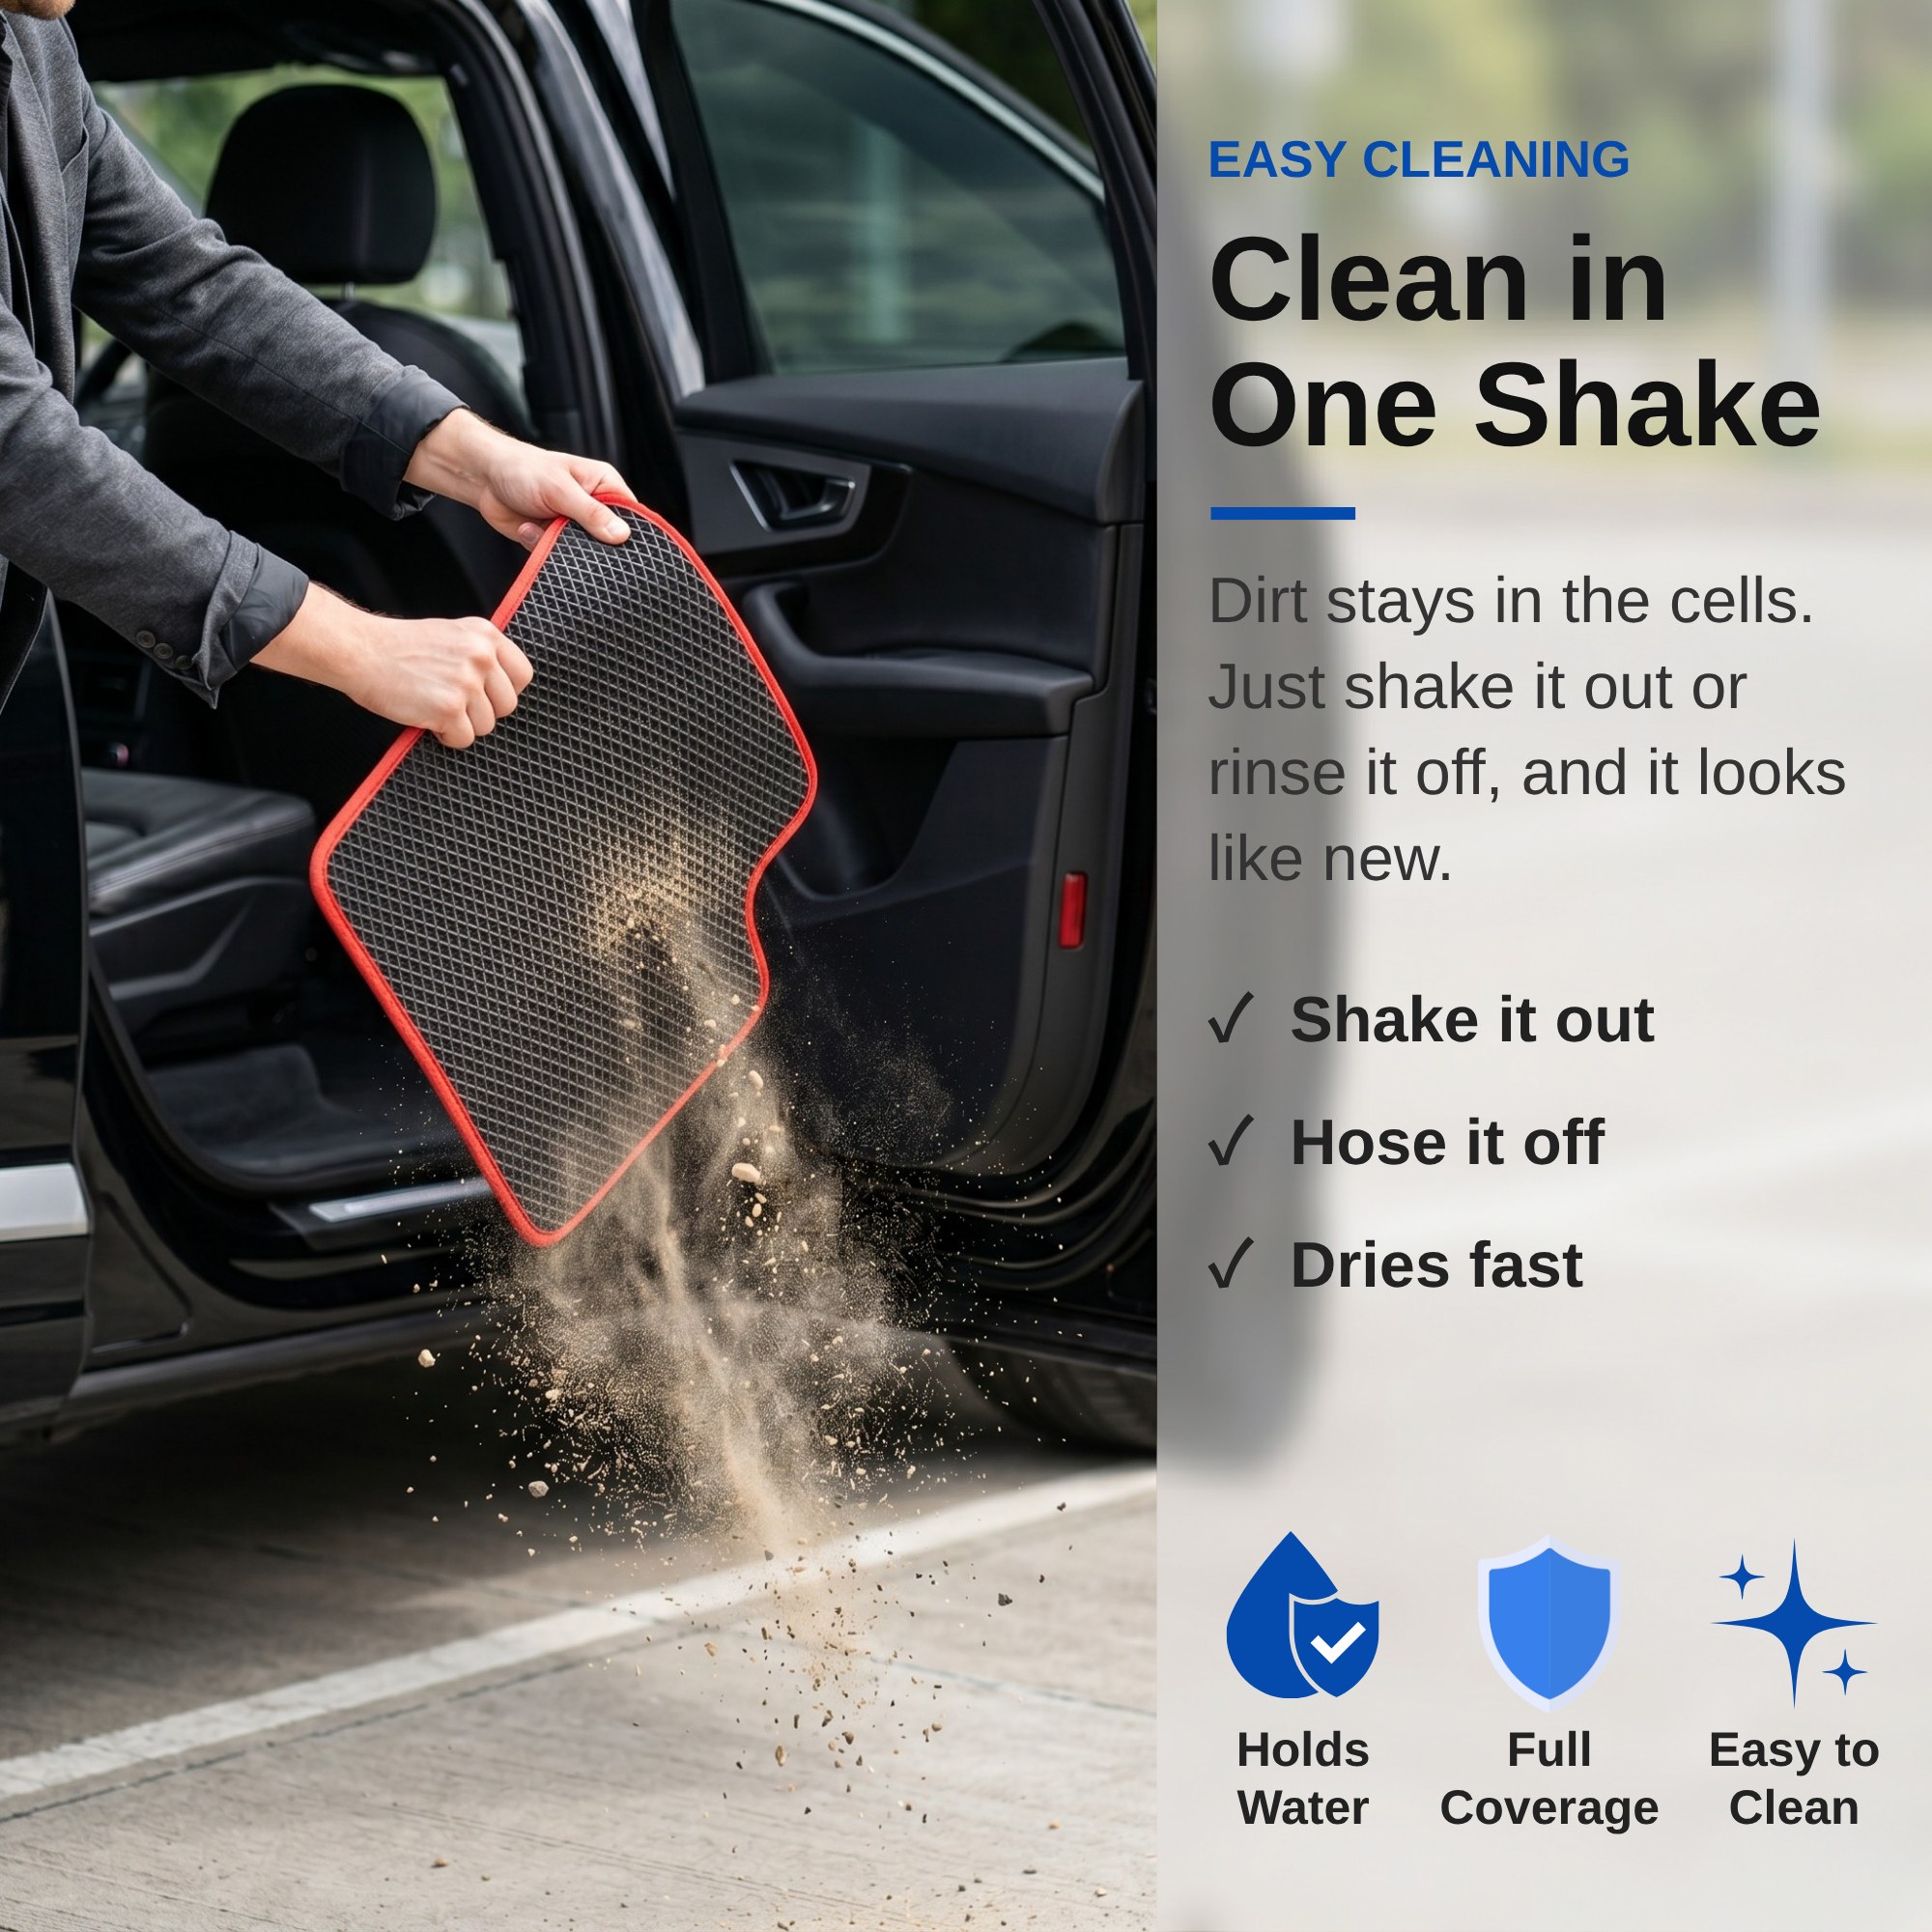 EASY CLEANING
Clean in
One Shake
Dirt stays in the cells.
Just shake it out or
rinse it off, and it looks
like new.
✓ Shake it out
✓ Hose it off
✓ Dries fast
Holds
Water
Full
Coverage
Easy to
Clean